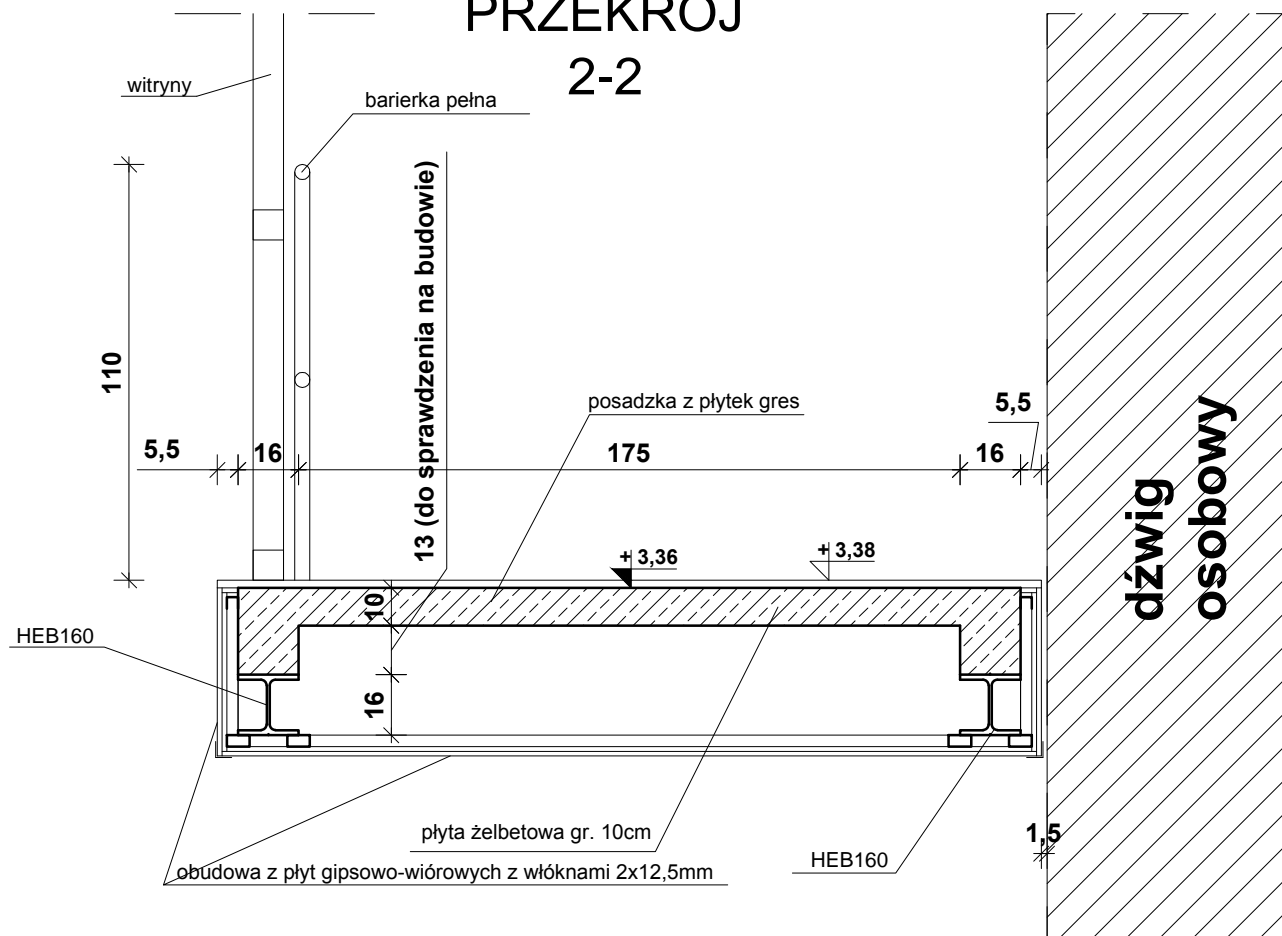 PRZEKRÓJ
2-2
witryny
barierka pełna
13 (do sprawdzenia na budowie)
110
posadzka z płytek gres
5,5
5,5
16
175
16
dźwig
osobowy
+ 3,36
+ 3,38
10
HEB160
16
płyta żelbetowa gr. 10cm
1,5
HEB160
obudowa z płyt gipsowo-wiórowych z włóknami 2x12,5mm